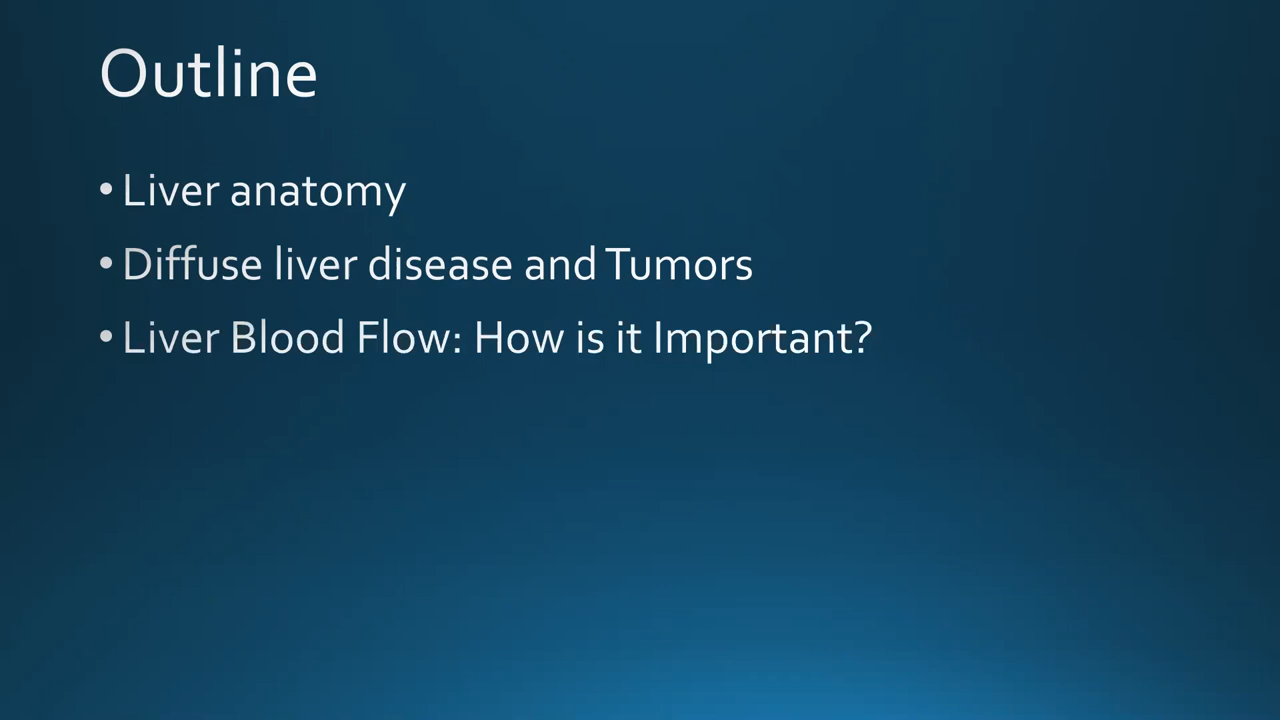 Outline
• Liver anatomy
• Diffuse liver disease and Tumors
• Liver Blood Flow: How is it Important?